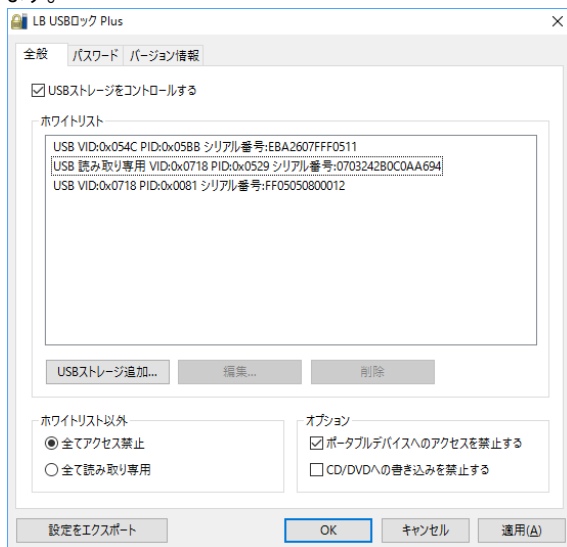 LB USBロック Plus
全般 パスワード バージョン情報
USBストレージをコントロールする
ホワイトリスト
USB VID:0x054C PID:0x05BB シリアル番号:EBA2607FFF0511
USB 読み取り専用 VID:0x0718 PID:0x0529 シリアル番号:0703242B0C0AA694
USB VID:0x0718 PID:0x0081 シリアル番号:FF05050800012
USBストレージ追加... 編集... 削除
ホワイトリスト以外 オプション
全てアクセス禁止 ポータブルデバイスへのアクセスを禁止する
全て読み取り専用 CD/DVDへの書き込みを禁止する
設定をエクスポート OK キャンセル 適用(A)